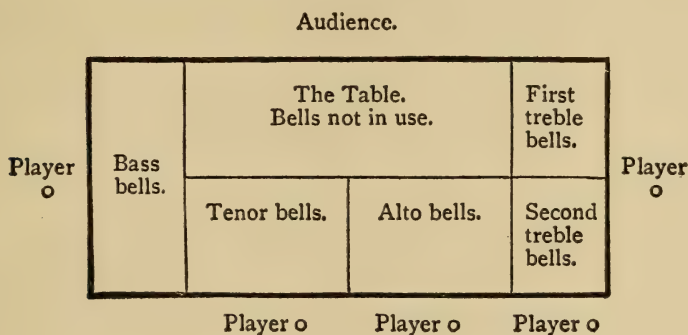 Audience.
The Table.
Bells not in use.
First
treble
bells.
Player
o
Bass
bells.
Player
o
Tenor bells.
Alto bells.
Second
treble
bells.
Player o
Player o
Player o